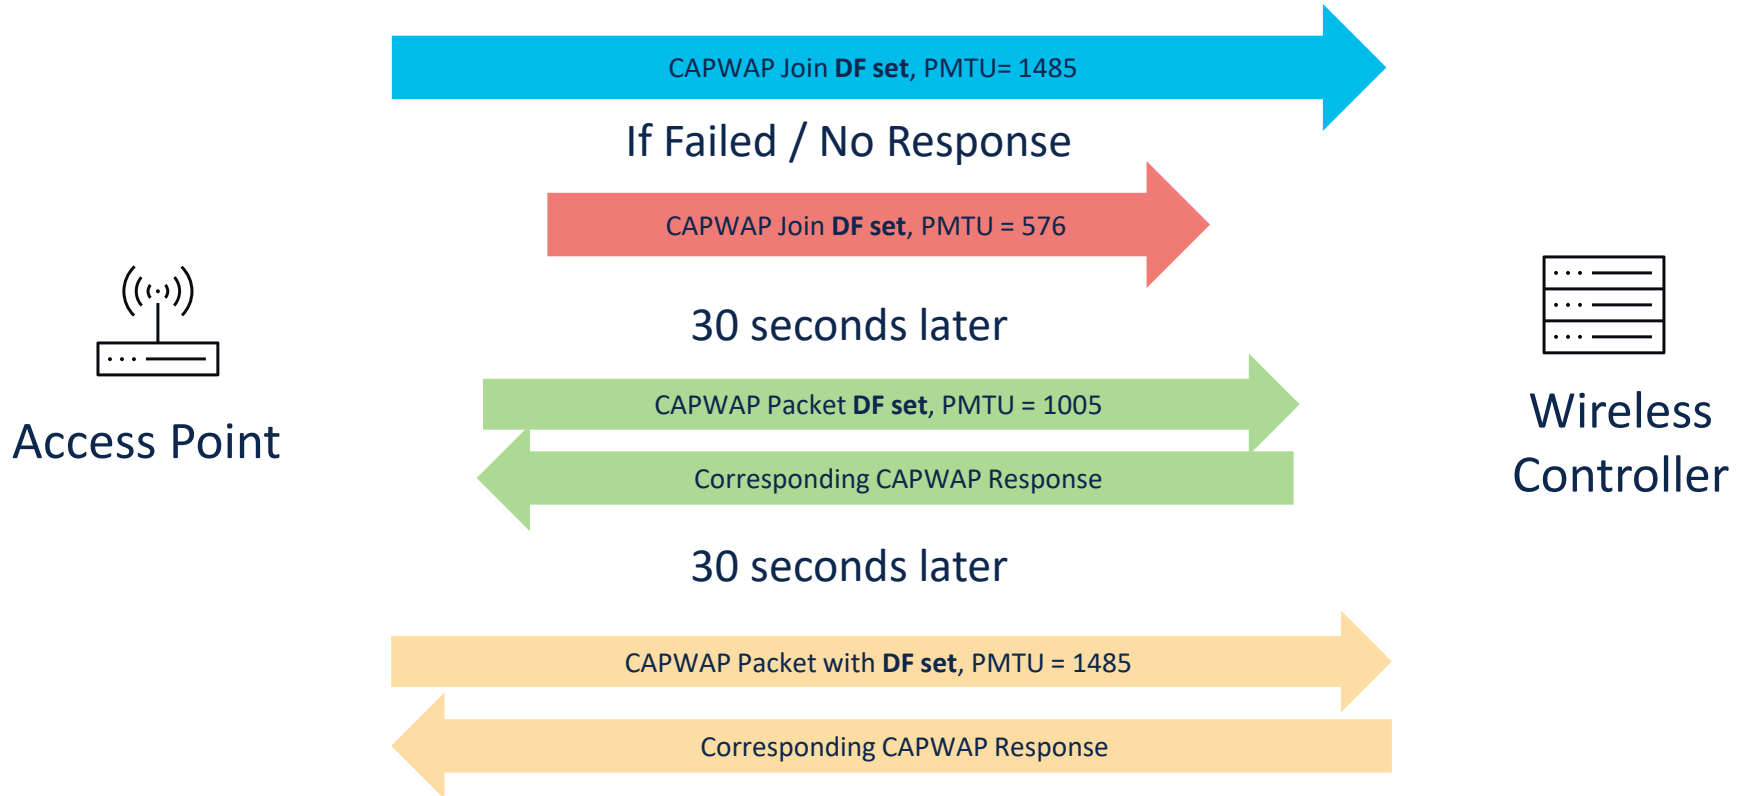 CAPWAP Join DF set, PMTU= 1485
If Failed / No Response
CAPWAP Join DF set, PMTU = 576
30 seconds later
CAPWAP Packet DF set, PMTU = 1005
Corresponding CAPWAP Response
30 seconds later
CAPWAP Packet with DF set, PMTU = 1485
Corresponding CAPWAP Response
Access Point
Wireless
Controller